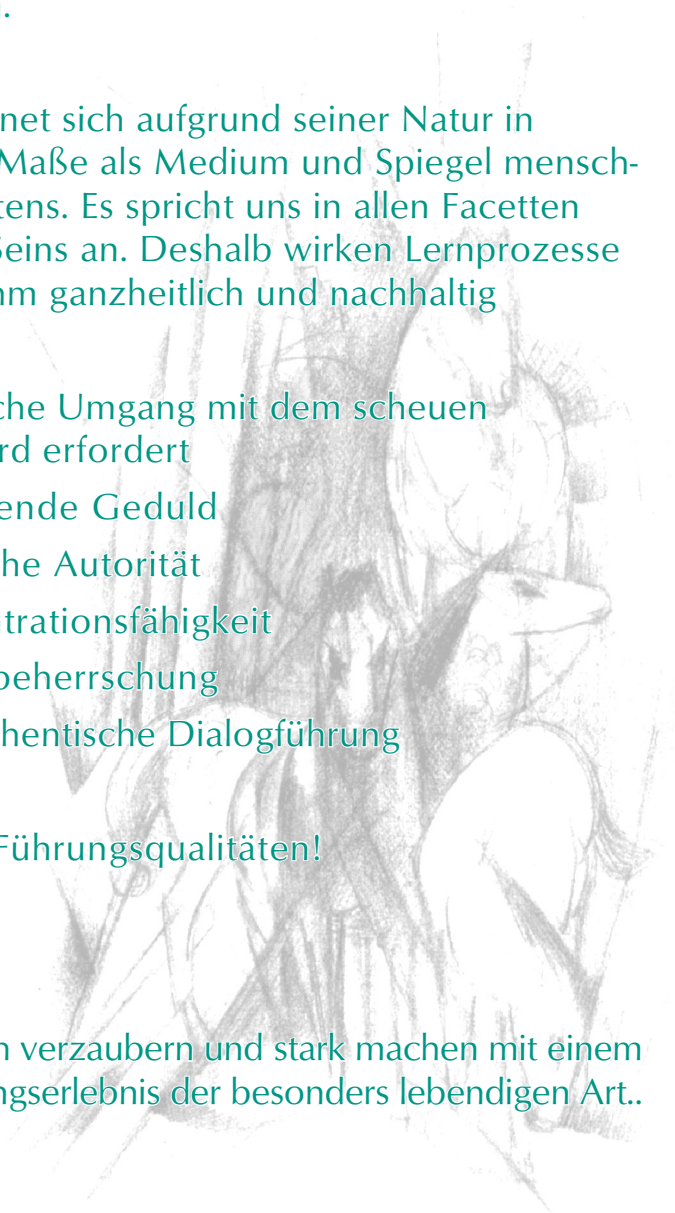 .
net sich aufgrund seiner Natur in
Maße als Medium und Spiegel mensch-
tens. Es spricht uns in allen Facetten
Seins an. Deshalb wirken Lernprozesse
hm ganzheitlich und nachhaltig
che Umgang mit dem scheuen
rd erfordert
ende Geduld
he Autorität
trationsfähigkeit
beherrschung
hentische Dialogführung
Führungsqualitäten!
n verzaubern und stark machen mit einem
ngserlebnis der besonders lebendigen Art..